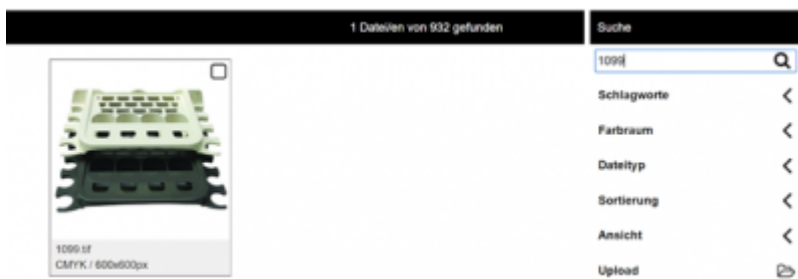 1 Datei/en von 932 gefunden
Suche
1099
Schlagworte
Farbraum
Dateityp
Sortierung
Ansicht
Upload
1099.tif
CMYK / 600x600px